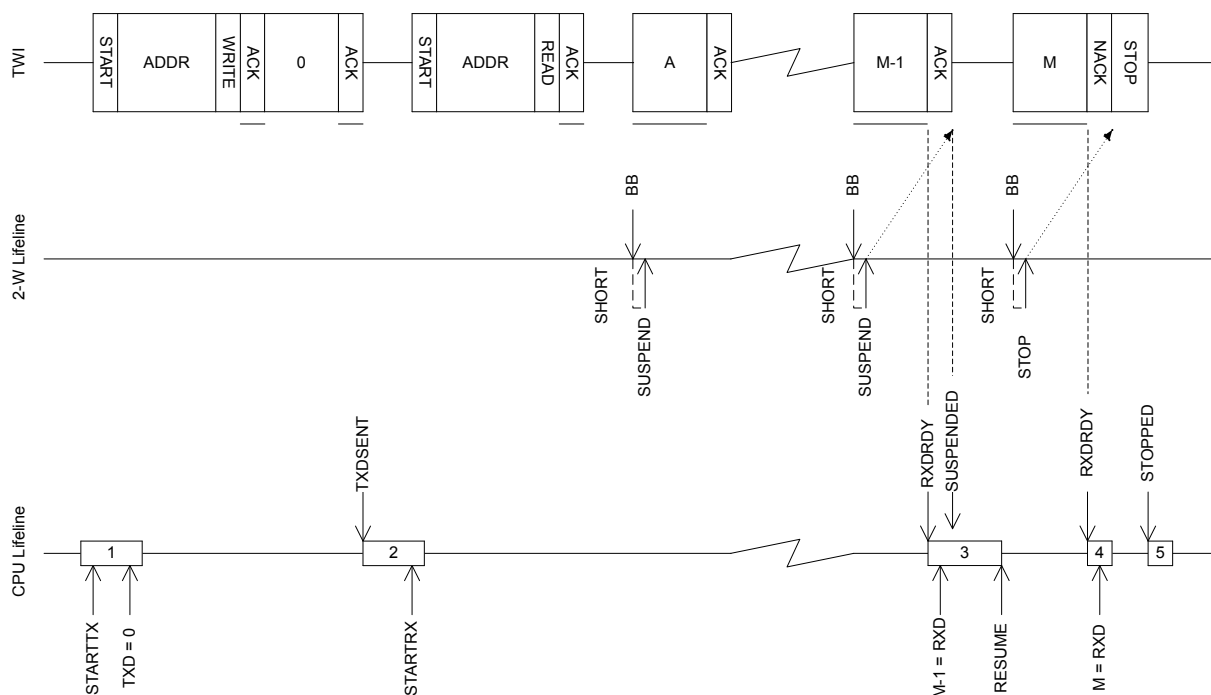 TWI
START
ADDR
WRITE
ACK
0
ACK
START
ADDR
READ
ACK
A
ACK
M-1
ACK
M
NACK
STOP
2-W Lifeline
BB
SHORT
SUSPEND
BB
SHORT
SUSPEND
BB
SHORT
STOP
CPU Lifeline
TXDSENT
RXDRDY
SUSPENDED
RXDRDY
STOPPED
1
2
3
4
5
STARTTX
TXD = 0
STARTRX
M-1 = RXD
RESUME
M = RXD